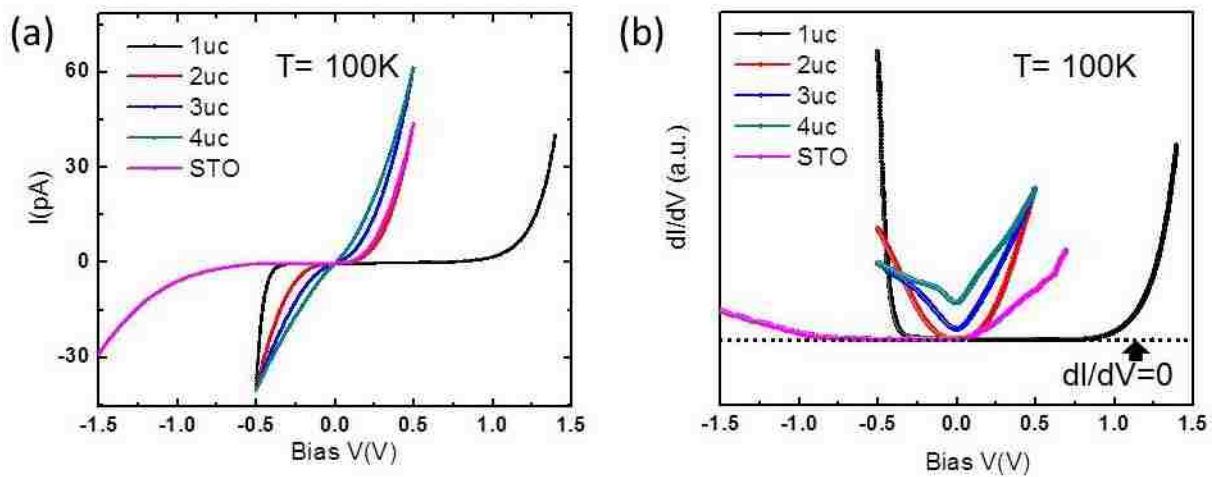 (a)
1uc
2uc
3uc
4uc
STO
T= 100K
I(pA)
60
30
0
-30
-1.5 -1.0 -0.5 0.0 0.5 1.0 1.5
Bias V(V)
(b)
1uc
2uc
3uc
4uc
STO
T= 100K
dI/dV (a.u.)
dI/dV=0
-1.5 -1.0 -0.5 0.0 0.5 1.0 1.5
Bias V(V)